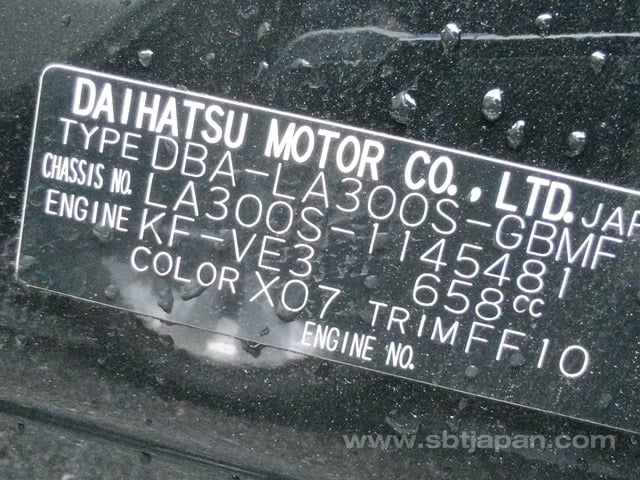 DAIHATSU MOTOR CO., LTD. JAP
TYPE DBA-LA300S-GBMF
CHASSIS NO. LA300S-1145481
ENGINE KF-VE3 658cc
COLOR X07 TRIM FF10
ENGINE NO.
www.sbtjapan.com